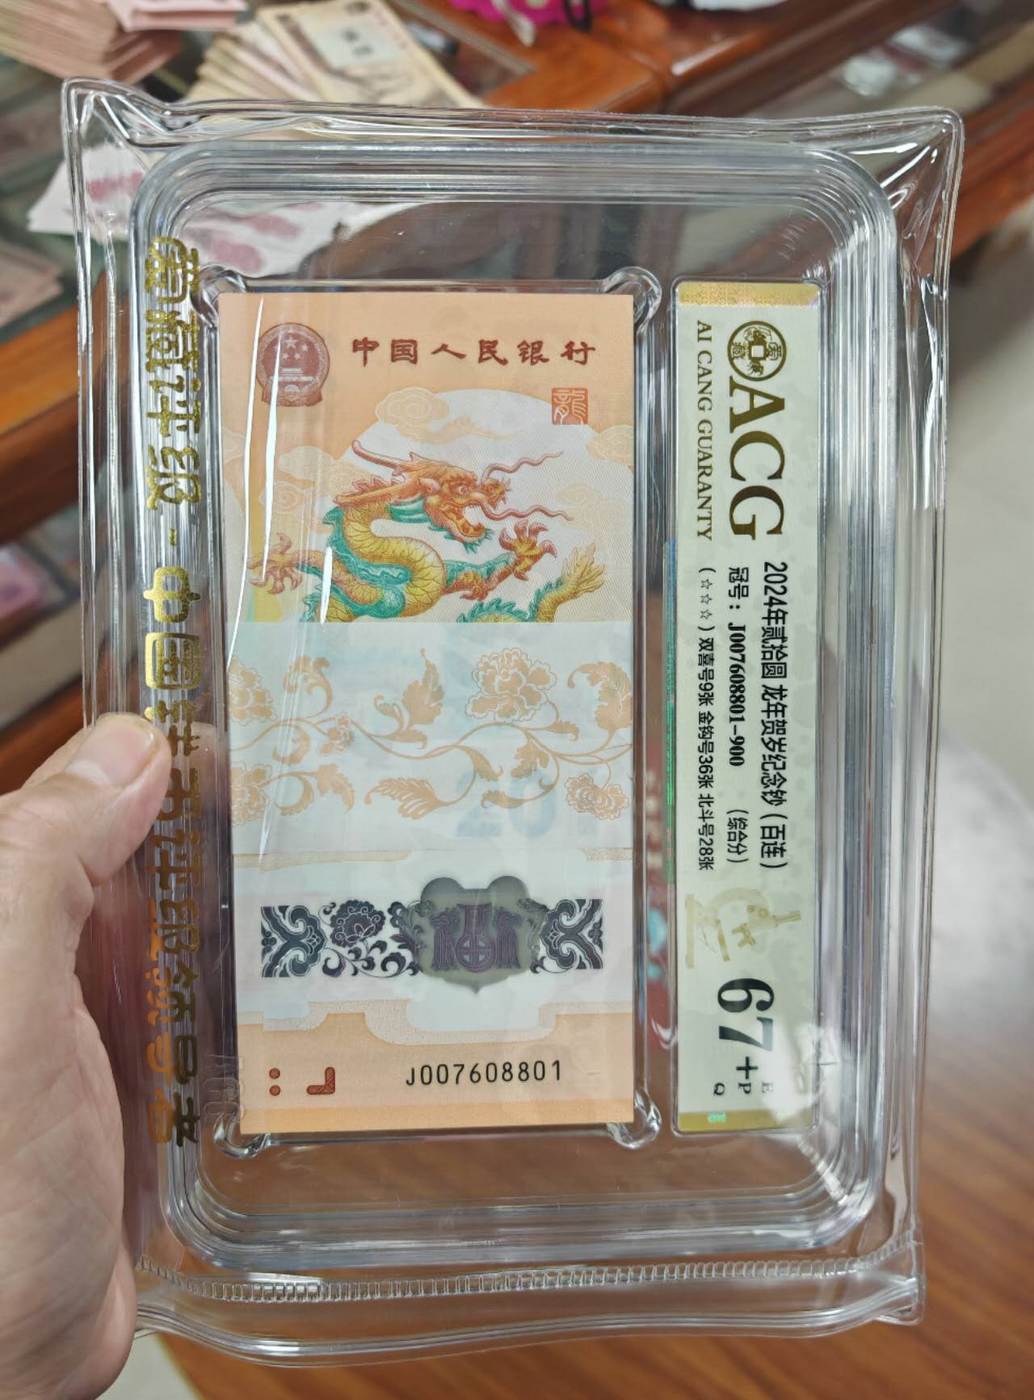 中国人民银行
龍
J007608801
爱藏评级 - 中国钱币评级领导者
ACG
AI CANG GUARANTY
2024年贰拾圆 龙年贺岁纪念钞（百连）
冠号：J007608801-900 （综合分）
（☆☆☆）双喜号9张 金钩号36张 北斗号28张
67+
E
P
Q